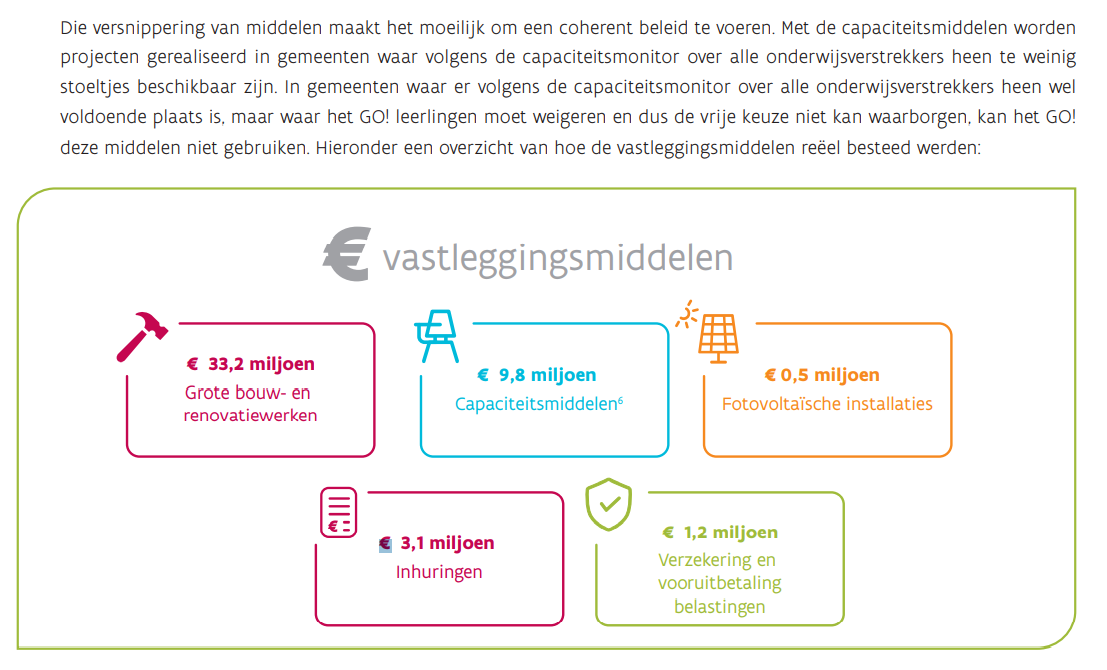 Die versnippering van middelen maakt het moeilijk om een coherent beleid te voeren. Met de capaciteitsmiddelen worden
projecten gerealiseerd in gemeenten waar volgens de capaciteitsmonitor over alle onderwijsverstrekkers heen te weinig
stoeltjes beschikbaar zijn. In gemeenten waar er volgens de capaciteitsmonitor over alle onderwijsverstrekkers heen wel
voldoende plaats is, maar waar het GO! leerlingen moet weigeren en dus de vrije keuze niet kan waarborgen, kan het GO!
deze middelen niet gebruiken. Hieronder een overzicht van hoe de vastleggingsmiddelen reëel besteed werden:
€ vastleggingsmiddelen
€ 33,2 miljoen
Grote bouw- en
renovatiewerken
€ 9,8 miljoen
Capaciteitsmiddelen⁶
€ 0,5 miljoen
Fotovoltaïsche installaties
€
€ 3,1 miljoen
Inhuringen
€ 1,2 miljoen
Verzekering en
vooruitbetaling
belastingen